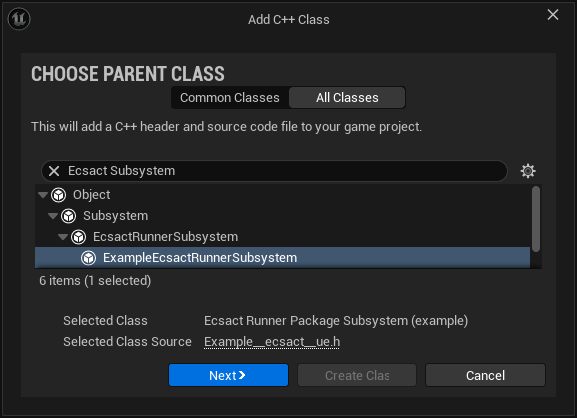 Add C++ Class
CHOOSE PARENT CLASS
Common Classes All Classes
This will add a C++ header and source code file to your game project.
Ecsact Subsystem
Object
Subsystem
EcsactRunnerSubsystem
ExampleEcsactRunnerSubsystem
6 items (1 selected)
Selected Class Ecsact Runner Package Subsystem (example)
Selected Class Source Example__ecsact__ue.h
Next Create Clas Cancel